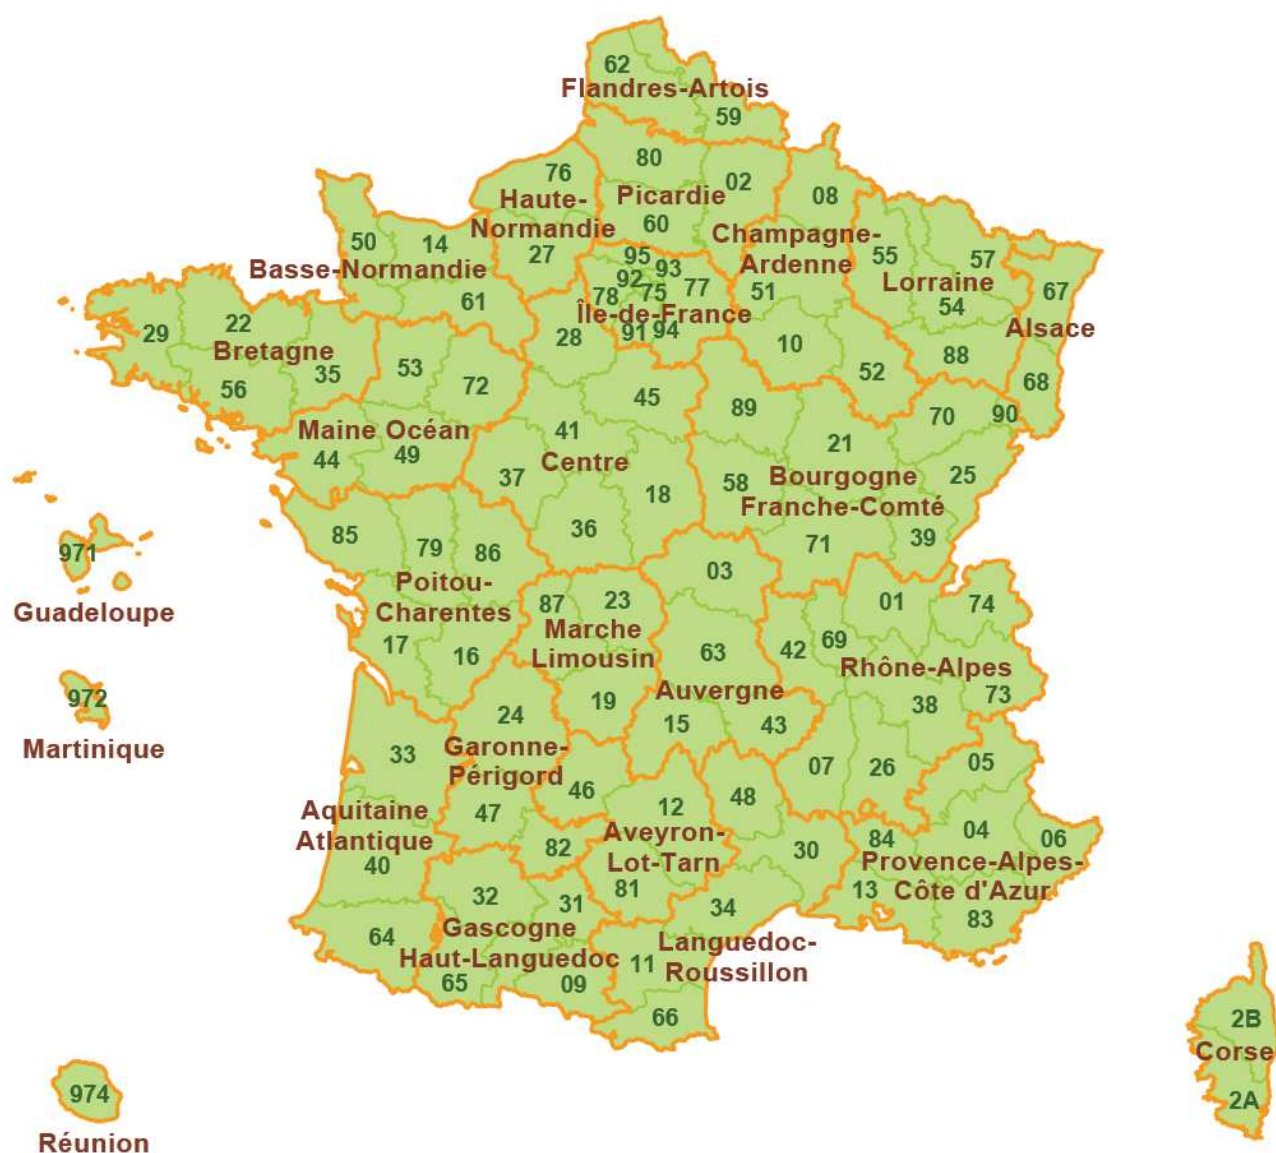 62
Flandres-Artois
59
80
76
02
08
Haute-
Normandie
Picardie
60
27
50
14
Basse-Normandie
61
Champagne-
Ardenne
55
57
Lorraine
54
67
Alsace
95
93
92
75
77
78
Île-de-France
91
94
51
28
10
52
88
68
29
22
Bretagne
35
56
53
72
45
89
21
70
90
Maine Océan
44
49
41
Centre
37
18
36
58
Bourgogne
Franche-Comté
25
71
39
971
Guadeloupe
85
79
86
Poitou-
Charentes
17
16
03
87
23
Marche
Limousin
19
63
Auvergne
15
43
42
69
01
74
Rhône-Alpes
38
73
972
Martinique
33
24
Garonne-
Périgord
47
46
07
26
05
Aquitaine
Atlantique
40
82
12
Aveyron-
Lot-Tarn
81
48
30
84
04
06
Provence-Alpes-
Côte d'Azur
13
83
64
32
31
Gascogne
Haut-Languedoc
65
09
34
Languedoc-
Roussillon
11
66
2B
Corse
2A
974
Réunion